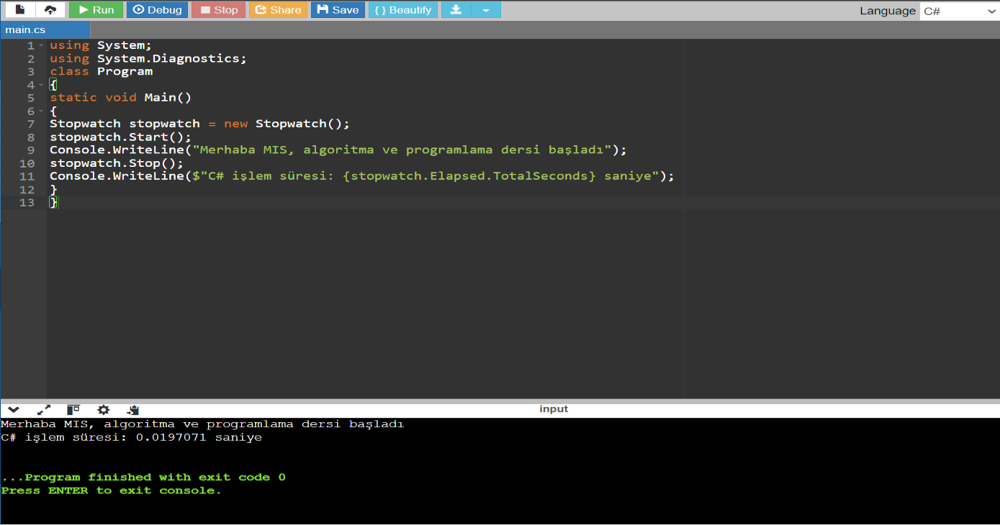 Run Debug Stop Share Save { } Beautify Language C#
main.cs
1 using System;
2 using System.Diagnostics;
3 class Program
4 {
5 static void Main()
6 {
7 Stopwatch stopwatch = new Stopwatch();
8 stopwatch.Start();
9 Console.WriteLine("Merhaba MIS, algoritma ve programlama dersi başladı");
10 stopwatch.Stop();
11 Console.WriteLine($"C# işlem süresi: {stopwatch.Elapsed.TotalSeconds} saniye");
12 }
13 }
input
Merhaba MIS, algoritma ve programlama dersi başladı
C# işlem süresi: 0.0197071 saniye
...Program finished with exit code 0
Press ENTER to exit console.